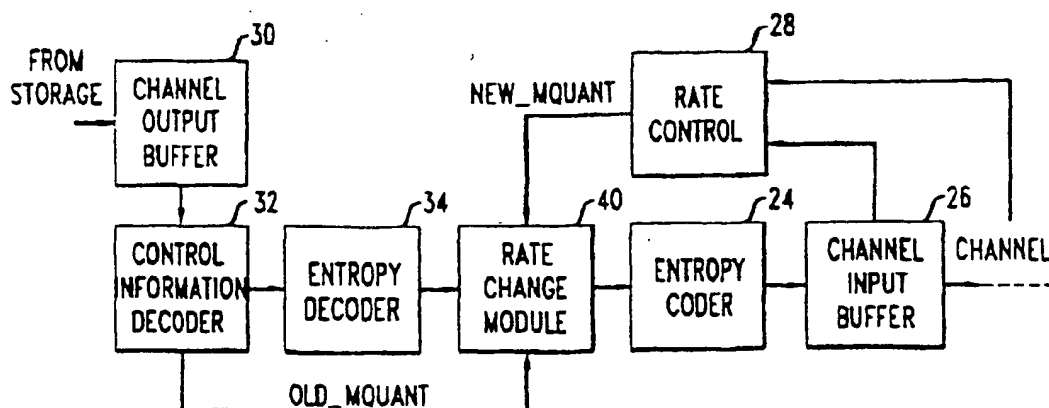 FROM
STORAGE
30
CHANNEL
OUTPUT
BUFFER
NEW_MQUANT
28
RATE
CONTROL
32
CONTROL
INFORMATION
DECODER
34
ENTROPY
DECODER
40
RATE
CHANGE
MODULE
24
ENTROPY
CODER
26
CHANNEL
INPUT
BUFFER
CHANNEL
OLD_MQUANT